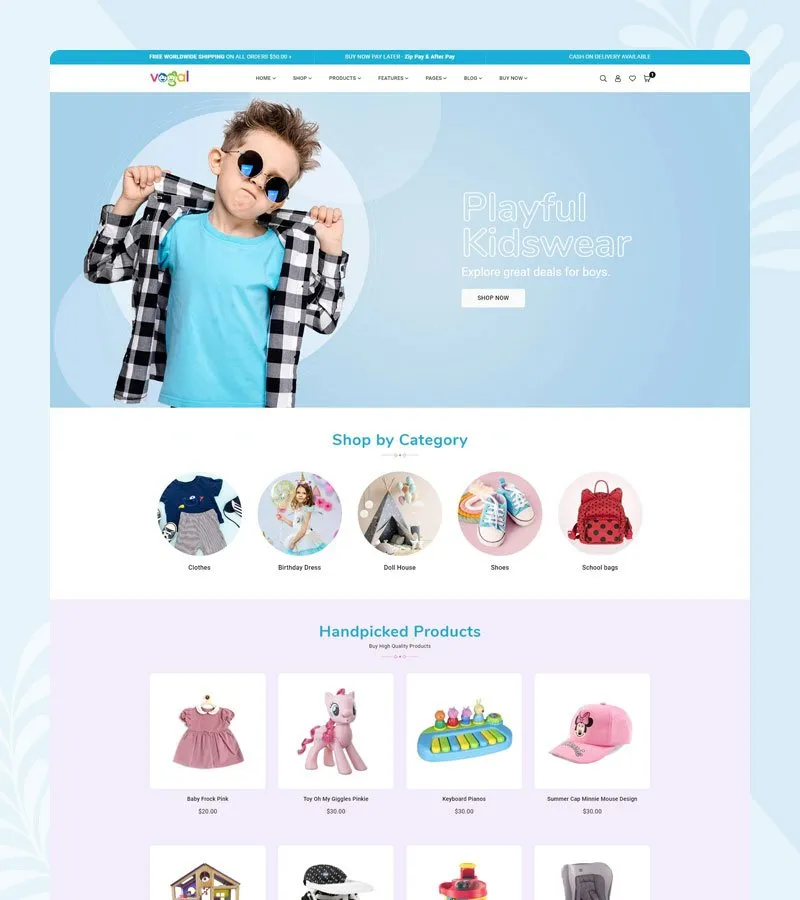 FREE WORLDWIDE SHIPPING ON ALL ORDERS $50.00 +
BUY NOW PAY LATER - Zip Pay & After Pay
CASH ON DELIVERY AVAILABLE
vogal
HOME SHOP PRODUCTS FEATURES PAGES BLOG BUY NOW
1
Playful
Kidswear
Explore great deals for boys.
SHOP NOW
Shop by Category
Clothes
Birthday Dress
Doll House
Shoes
School bags
Handpicked Products
Buy High Quality Products
Baby Frock Pink
$20.00
Toy Oh My Giggles Pinkie
$30.00
Keyboard Pianos
$30.00
Summer Cap Minnie Mouse Design
$30.00